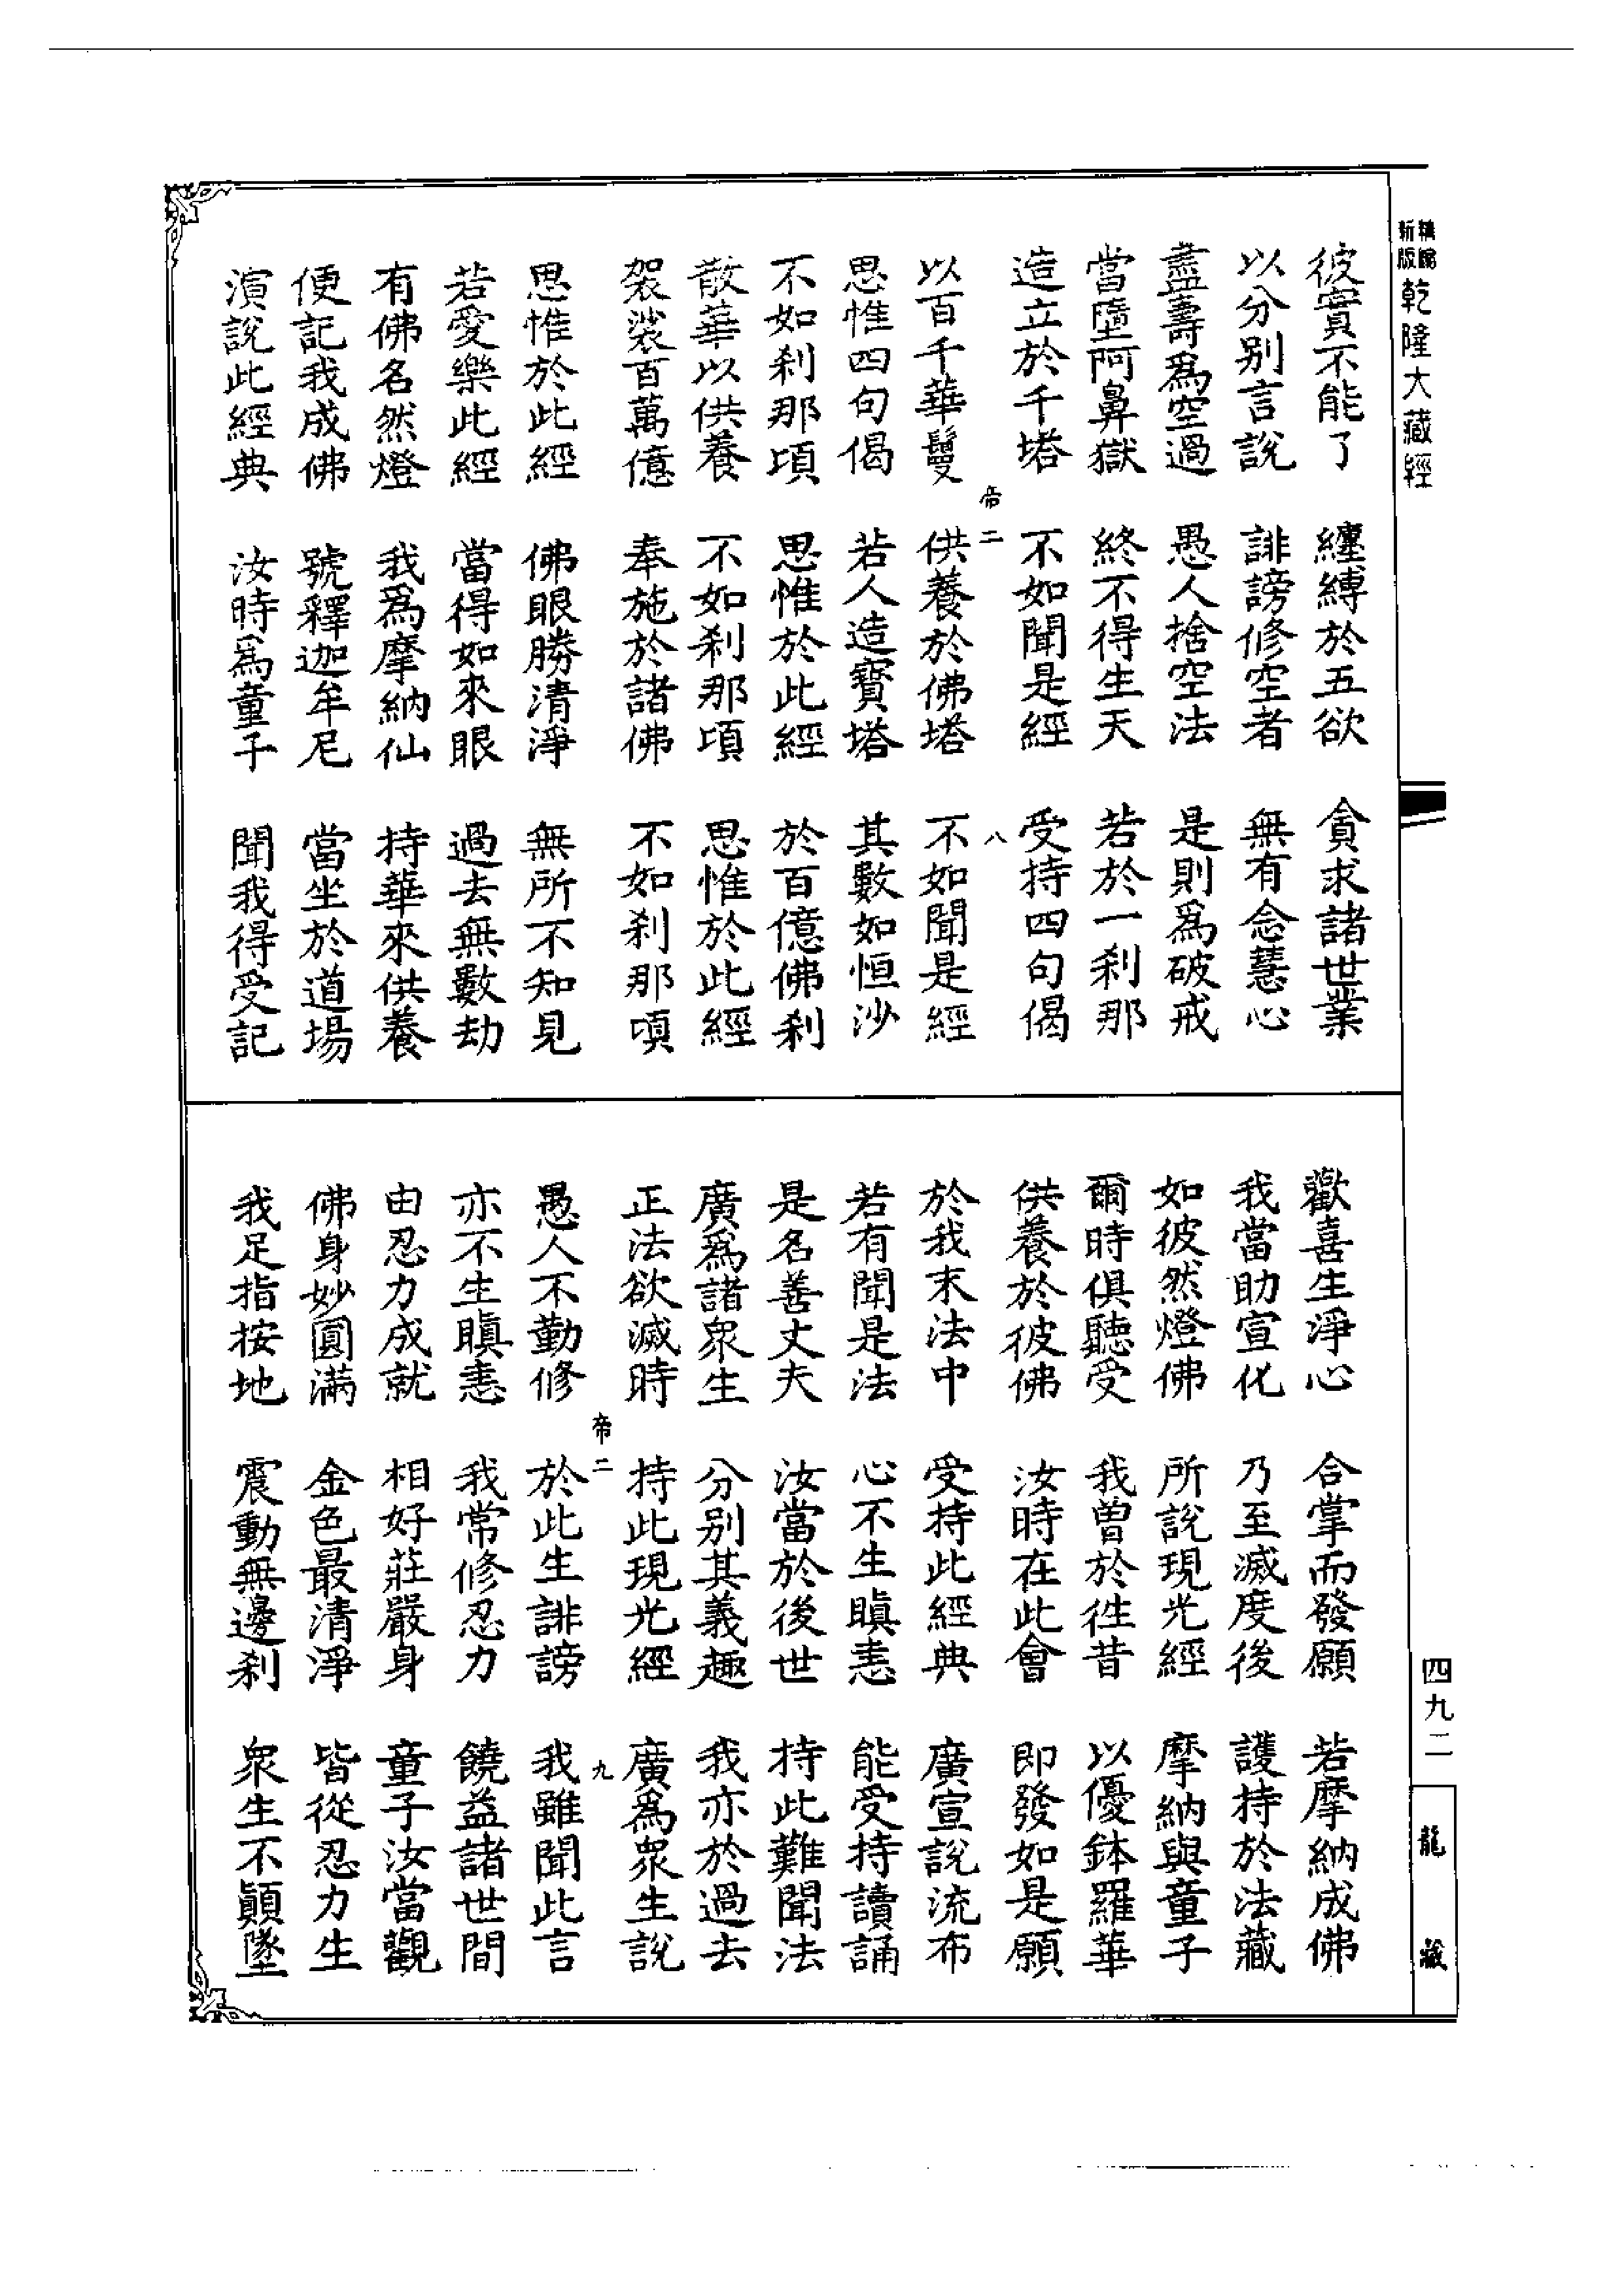 新版
精縮
乾隆大藏經
彼實不能了 纏縛於五欲 貪求諸世業
以分別言說 誹謗修空者 無有念慧心
盡壽爲空過 愚人捨空法 是則爲破戒
當墮阿鼻獄 終不得生天 若於一剎那
造立於千塔 不如聞是經 受持四句偈
帝二 八
以百千華鬘 供養於佛塔 不如聞是經
思惟四句偈 若人造寶塔 其數如恒沙
不如剎那頃 思惟於此經 於百億佛剎
散華以供養 不如剎那頃 思惟於此經
袈裟百萬億 奉施於諸佛 不如剎那頃
思惟於此經 佛眼勝清淨 無所不知見
若愛樂此經 當得如來眼 過去無數劫
有佛名然燈 我爲摩納仙 持華來供養
便記我成佛 號釋迦牟尼 當坐於道場
演說此經典 汝時爲童子 聞我得受記
歡喜生淨心 合掌而發願 若摩納成佛
我當助宣化 乃至滅度後 護持於法藏
如彼然燈佛 所說現光經 摩納與童子
爾時俱聽受 我曾於往昔 以優鉢羅華
供養於彼佛 汝時在此會 即發如是願
於我末法中 受持此經典 廣宣說流布
若有聞是法 心不生瞋恚 能受持讀誦
是名善丈夫 汝當於後世 持此難聞法
廣爲諸衆生 分別其義趣 我亦於過去
正法欲滅時 持此現光經 廣爲衆生說
帝二 九
愚人不勤修 於此生誹謗 我雖聞此言
亦不生瞋恚 我常修忍力 饒益諸世間
由忍力成就 相好莊嚴身 童子汝當觀
佛身妙圓滿 金色最清淨 皆從忍力生
我足指按地 震動無邊剎 衆生不顛墜
四九二
龍藏